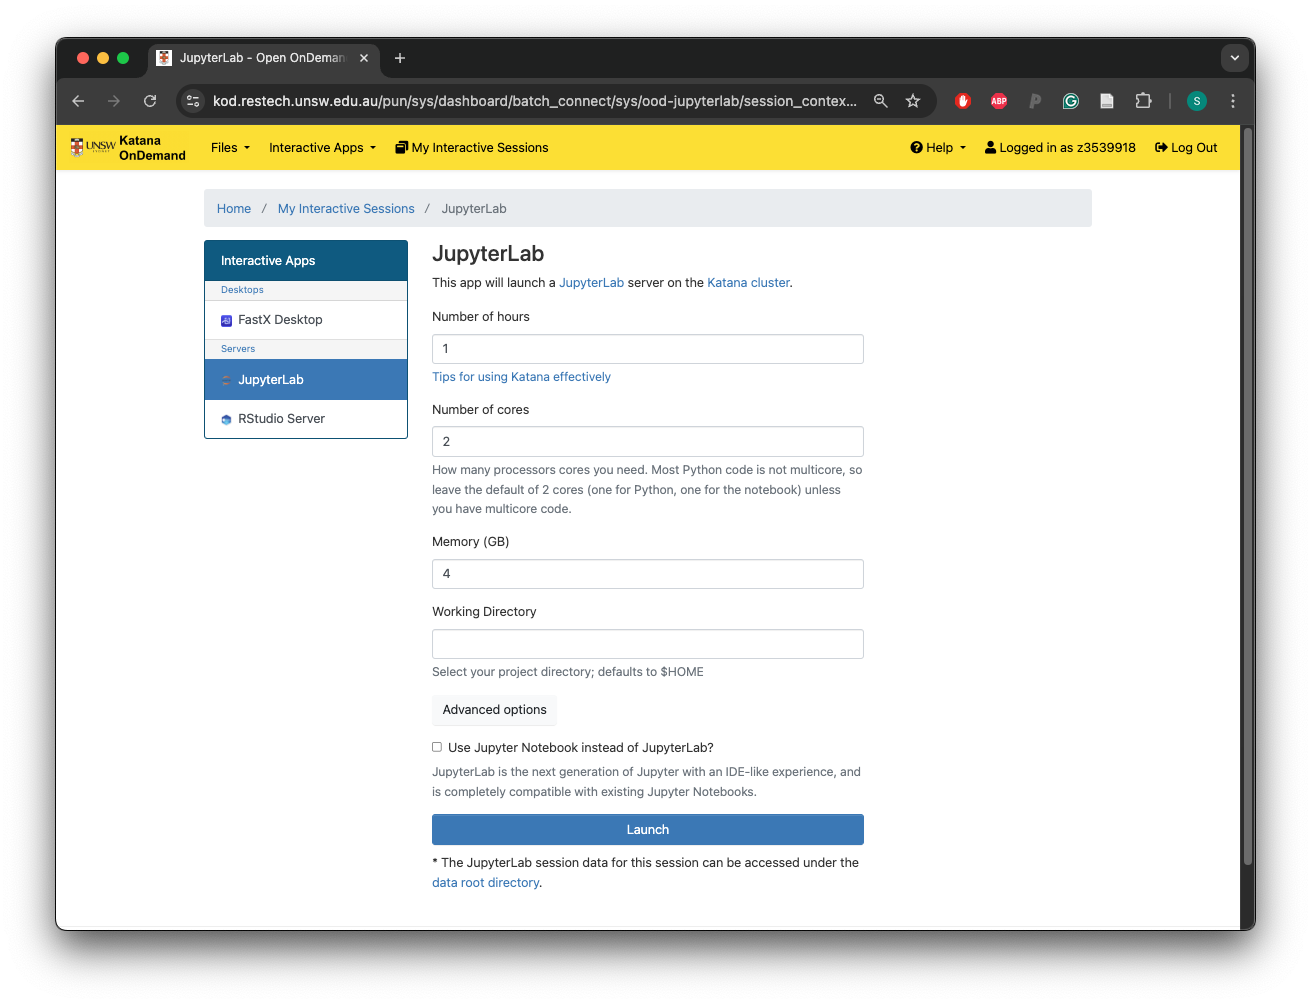 JupyterLab - Open OnDeman
kod.restech.unsw.edu.au/pun/sys/dashboard/batch_connect/sys/ood-jupyterlab/session_contex...
ABP
S
UNSW
Katana
OnDemand
Files
Interactive Apps
My Interactive Sessions
Help
Logged in as z3539918
Log Out
Home / My Interactive Sessions / JupyterLab
Interactive Apps
Desktops
FastX Desktop
Servers
JupyterLab
RStudio Server
JupyterLab
This app will launch a JupyterLab server on the Katana cluster.
Number of hours
1
Tips for using Katana effectively
Number of cores
2
How many processors cores you need. Most Python code is not multicore, so
leave the default of 2 cores (one for Python, one for the notebook) unless
you have multicore code.
Memory (GB)
4
Working Directory
Select your project directory; defaults to $HOME
Advanced options
Use Jupyter Notebook instead of JupyterLab?
JupyterLab is the next generation of Jupyter with an IDE-like experience, and
is completely compatible with existing Jupyter Notebooks.
Launch
* The JupyterLab session data for this session can be accessed under the
data root directory.